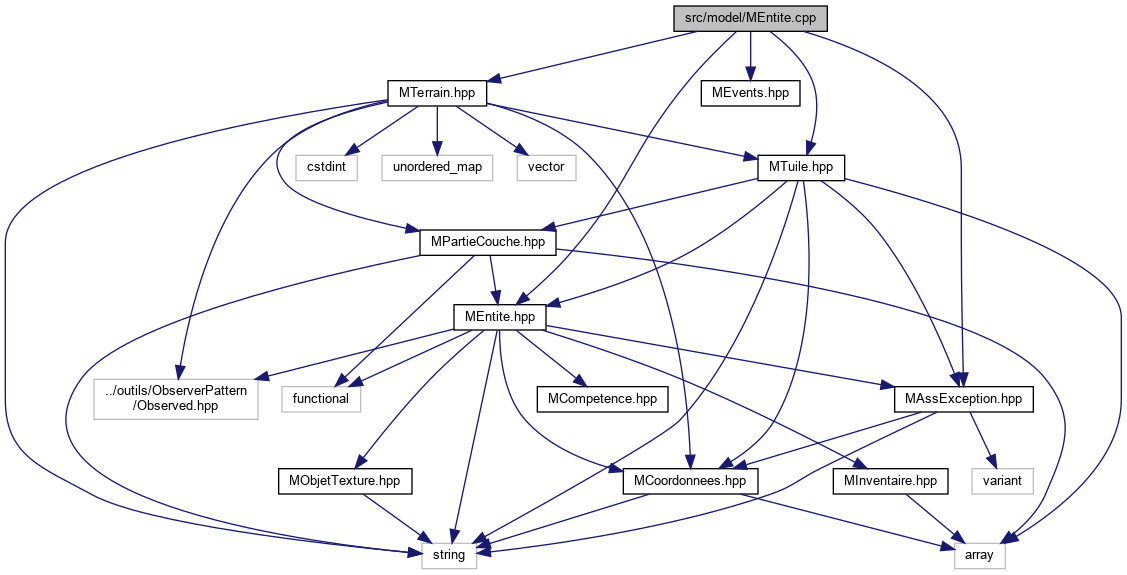 src/model/MEntite.cpp
MTerrain.hpp
MEvents.hpp
cstdint
unordered_map
vector
MTuile.hpp
MPartieCouche.hpp
MEntite.hpp
../outils/ObserverPattern
/Observed.hpp
functional
MCompetence.hpp
MAssException.hpp
MObjetTexture.hpp
MCoordonnees.hpp
MInventaire.hpp
variant
string
array